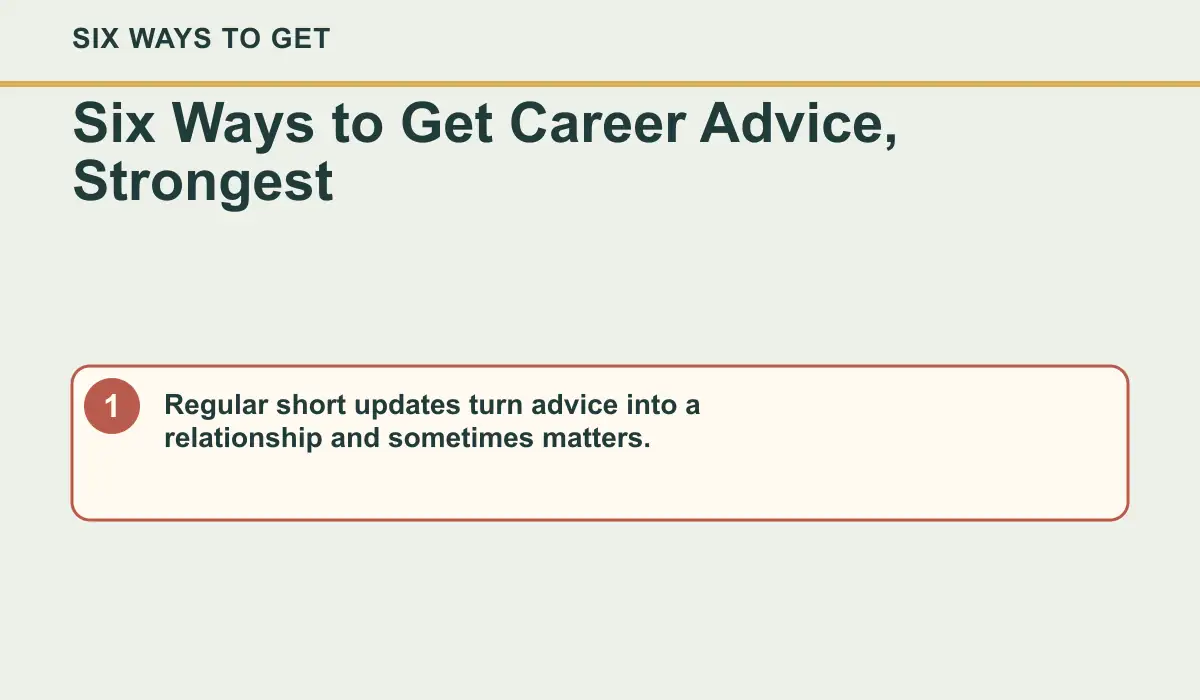 SIX WAYS TO GET
Six Ways to Get Career Advice,
Strongest
1
Regular short updates turn advice into a
relationship and sometimes matters.